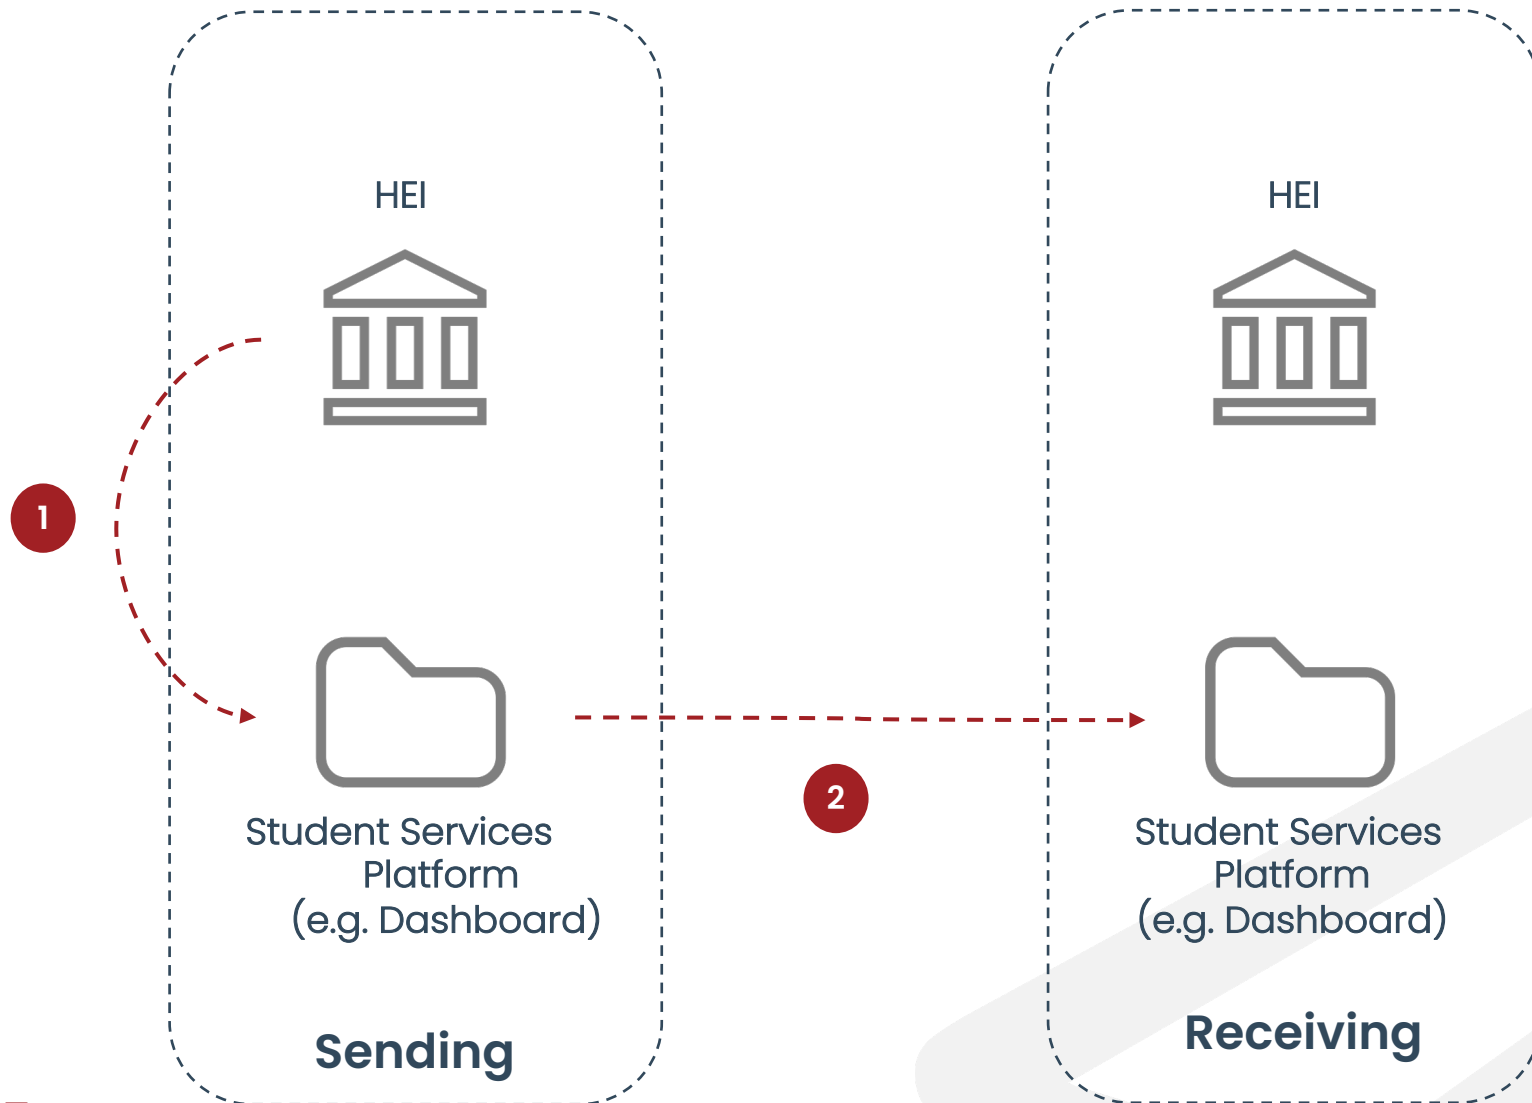 HEI
HEI
1
2
Student Services
Platform
(e.g. Dashboard)
Student Services
Platform
(e.g. Dashboard)
Sending
Receiving